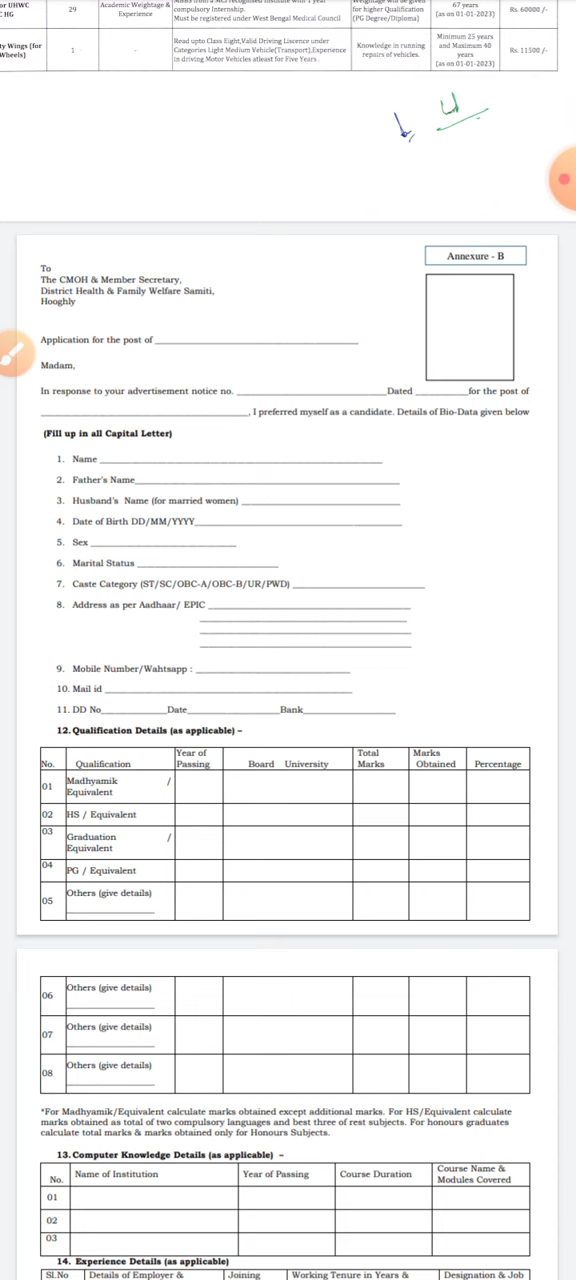 or UHWC
C HG
29
Academic Weightage &
Experience
compulsory Internship.
Must be registered under West Bengal Medical Council
for higher Qualification
(PG Degree/Diploma)
67 years
(as on 01-01-2023)
Rs. 60000 /-
ty Wings (for
Wheels)
1
-
Read upto Class Eight,Valid Driving Liscence under
Categories Light Medium Vehicle(Transport),Experience
in driving Motor Vehicles atleast for Five Years .
Knowledge in running
repairs of vehicles.
Minimum 25 years
and Maximum 40
years
(as on 01-01-2023)
Rs. 11500 /-
Annexure - B
To
The CMOH & Member Secretary,
District Health & Family Welfare Samiti,
Hooghly
Application for the post of
Madam,
In response to your advertisement notice no. Dated for the post of
, I preferred myself as a candidate. Details of Bio-Data given below
(Fill up in all Capital Letter)
1. Name
2. Father's Name
3. Husband's Name (for married women)
4. Date of Birth DD/MM/YYYY
5. Sex
6. Marital Status
7. Caste Category (ST/SC/OBC-A/OBC-B/UR/PWD)
8. Address as per Aadhaar/ EPIC
9. Mobile Number/Wahtsapp :
10. Mail id
11. DD No Date Bank
12. Qualification Details (as applicable) –
No. Qualification Year of Passing Board University Total Marks Marks Obtained Percentage
01 Madhyamik / Equivalent
02 HS / Equivalent
03 Graduation / Equivalent
04 PG / Equivalent
05 Others (give details)
06 Others (give details)
07 Others (give details)
08 Others (give details)
*For Madhyamik/Equivalent calculate marks obtained except additional marks. For HS/Equivalent calculate
marks obtained as total of two compulsory languages and best three of rest subjects. For honours graduates
calculate total marks & marks obtained only for Honours Subjects.
13. Computer Knowledge Details (as applicable) –
No. Name of Institution Year of Passing Course Duration Course Name & Modules Covered
01
02
03
14. Experience Details (as applicable)
Sl.No Details of Employer & Joining Working Tenure in Years & Designation & Job